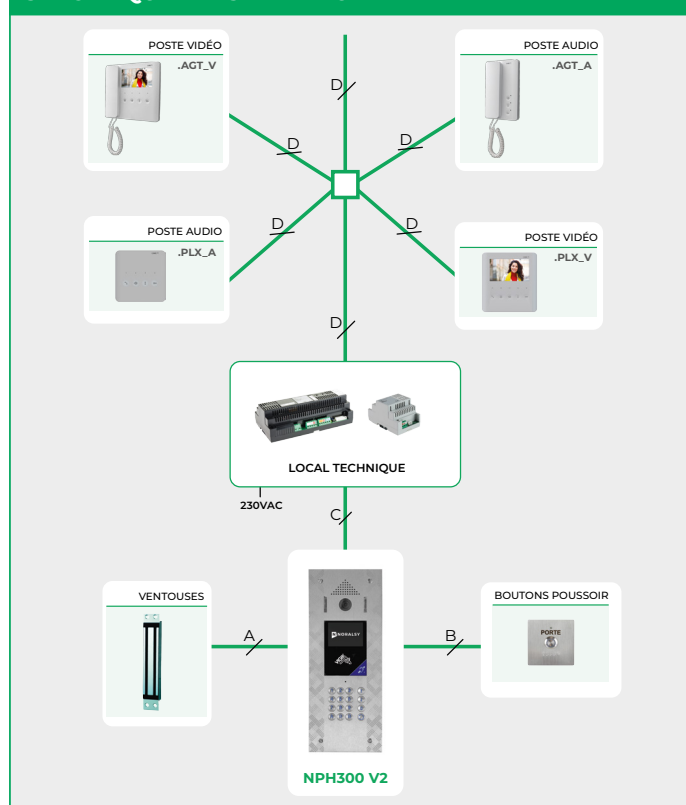 POSTE VIDÉO
.AGT_V
POSTE AUDIO
.AGT_A
D
D
D
POSTE AUDIO
.PLX_A
D
D
POSTE VIDÉO
.PLX_V
D
LOCAL TECHNIQUE
230VAC
C
VENTOUSES
A
NORALSY
B
BOUTONS POUSSOIR
PORTE
NPH300 V2